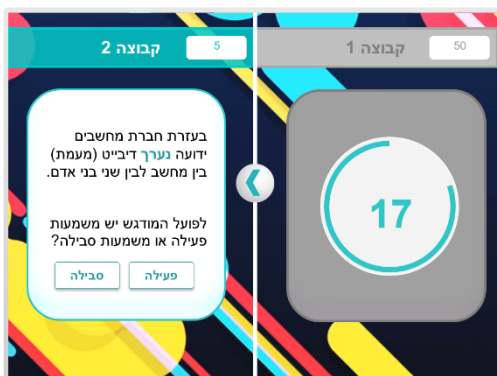 קבוצה 1
50
17
קבוצה 2
5
בעזרת חברת מחשבים
ידועה נערך דיבייט (מעמת)
בין מחשב לבין שני בני אדם.
לפועל המודגש יש משמעות
פעילה או משמעות סבילה?
פעילה
סבילה